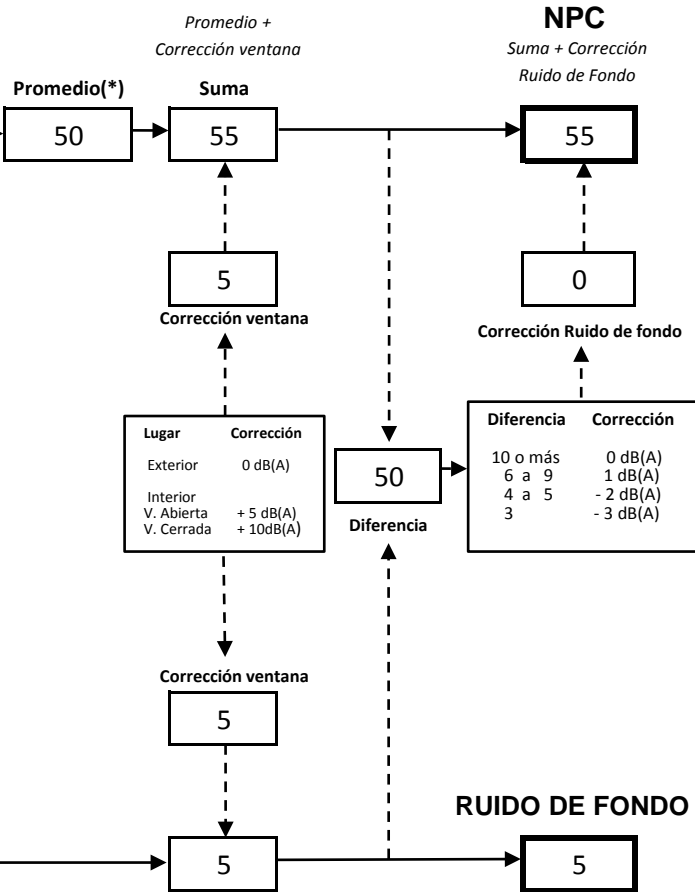 Promedio +
Corrección ventana
NPC
Suma + Corrección
Ruido de Fondo
Promedio(*)
Suma
50
55
55
5
0
Corrección ventana
Corrección Ruido de fondo
Lugar Corrección
Exterior 0 dB(A)
Interior
V. Abierta + 5 dB(A)
V. Cerrada + 10dB(A)
50
Diferencia
Diferencia Corrección
10 o más 0 dB(A)
6 a 9 1 dB(A)
4 a 5 - 2 dB(A)
3 - 3 dB(A)
Corrección ventana
5
RUIDO DE FONDO
5
5